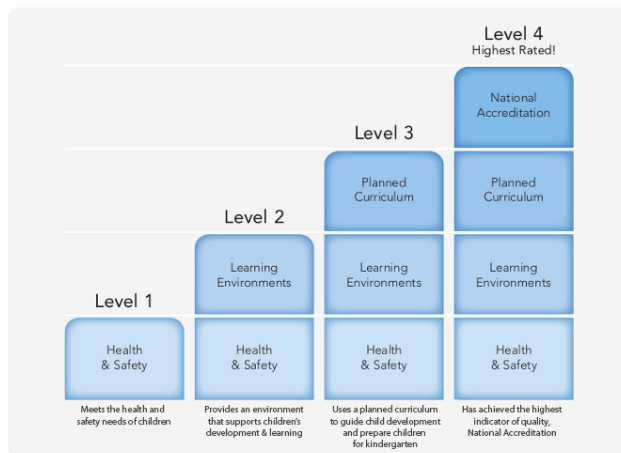 Level 4
Highest Rated!
National
Accreditation
Level 3
Planned
Curriculum
Planned
Curriculum
Level 2
Learning
Environments
Learning
Environments
Learning
Environments
Level 1
Health
& Safety
Health
& Safety
Health
& Safety
Health
& Safety
Meets the health and
safety needs of children
Provides an environment
that supports children's
development & learning
Uses a planned curriculum
to guide child development
and prepare children
for kindergarten
Has achieved the highest
indicator of quality,
National Accreditation